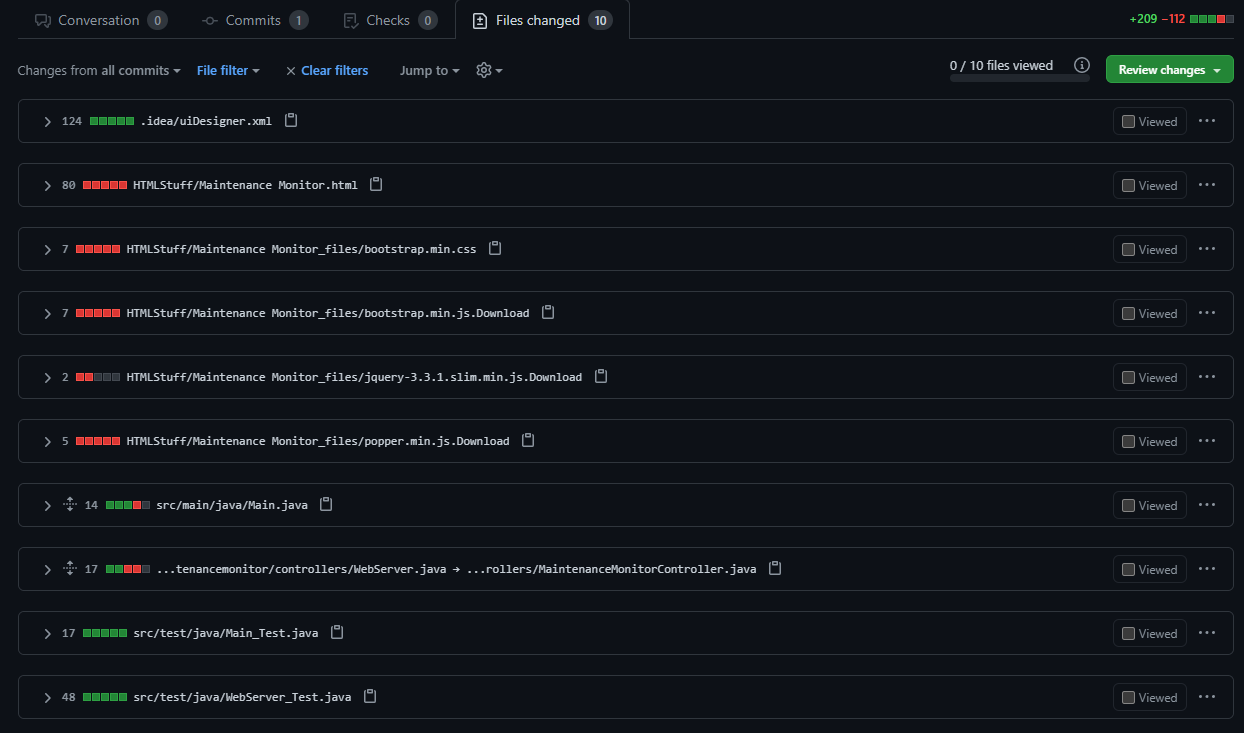 Conversation 0 Commits 1 Checks 0 Files changed 10 +209 −112
Changes from all commits File filter × Clear filters Jump to 0 / 10 files viewed Review changes
124 .idea/uiDesigner.xml Viewed ...
80 HTMLStuff/Maintenance Monitor.html Viewed ...
7 HTMLStuff/Maintenance Monitor_files/bootstrap.min.css Viewed ...
7 HTMLStuff/Maintenance Monitor_files/bootstrap.min.js.Download Viewed ...
2 HTMLStuff/Maintenance Monitor_files/jquery-3.3.1.slim.min.js.Download Viewed ...
5 HTMLStuff/Maintenance Monitor_files/popper.min.js.Download Viewed ...
14 src/main/java/Main.java Viewed ...
17 ...tenancemonitor/controllers/WebServer.java → ...rollers/MaintenanceMonitorController.java Viewed ...
17 src/test/java/Main_Test.java Viewed ...
48 src/test/java/WebServer_Test.java Viewed ...